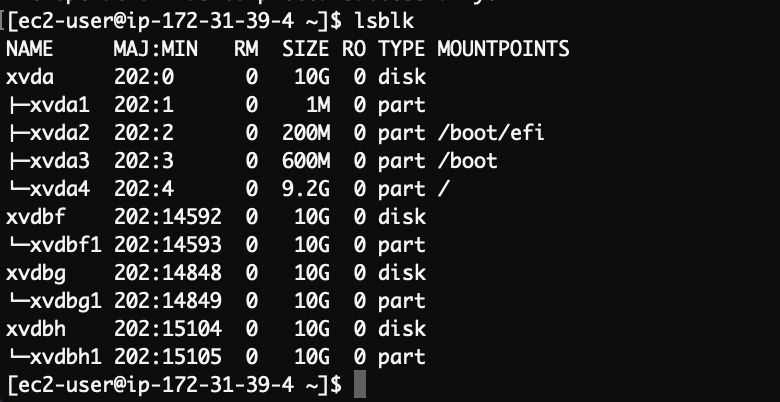 [ec2-user@ip-172-31-39-4 ~]$ lsblk
NAME     MAJ:MIN   RM  SIZE RO TYPE MOUNTPOINTS
xvda     202:0      0   10G  0 disk
├─xvda1  202:1      0    1M  0 part
├─xvda2  202:2      0  200M  0 part /boot/efi
├─xvda3  202:3      0  600M  0 part /boot
└─xvda4  202:4      0  9.2G  0 part /
xvdbf    202:14592  0   10G  0 disk
└─xvdbf1 202:14593  0   10G  0 part
xvdbg    202:14848  0   10G  0 disk
└─xvdbg1 202:14849  0   10G  0 part
xvdbh    202:15104  0   10G  0 disk
└─xvdbh1 202:15105  0   10G  0 part
[ec2-user@ip-172-31-39-4 ~]$